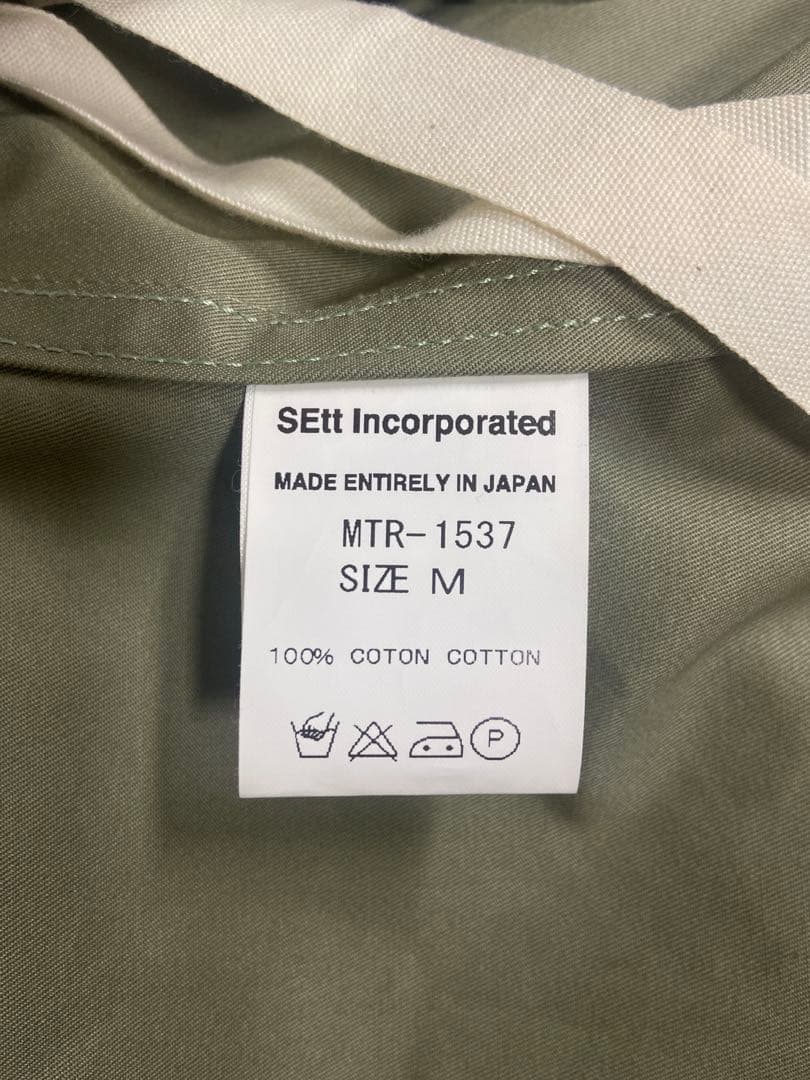 SEtt Incorporated
MADE ENTIRELY IN JAPAN
MTR-1537
SIZE M
100% COTON COTTON
P